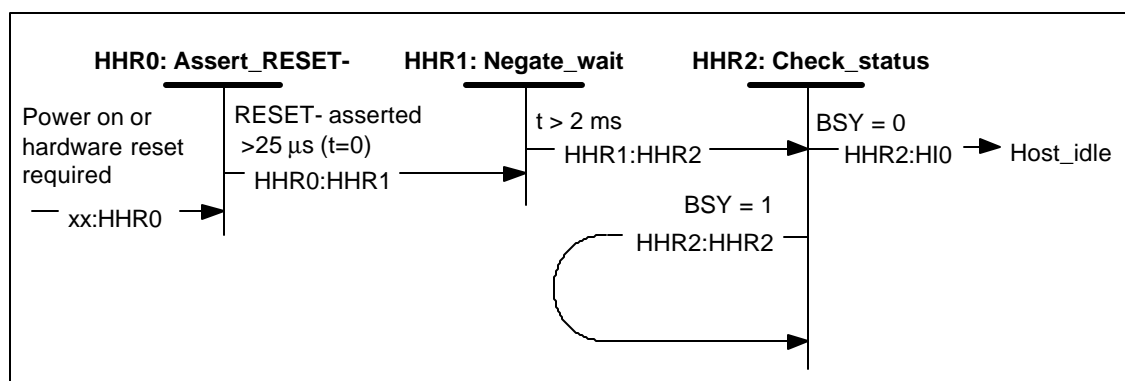 HHR0: Assert_RESET-
HHR1: Negate_wait
HHR2: Check_status
Power on or
hardware reset
required
xx:HHR0
RESET- asserted
>25 µs (t=0)
HHR0:HHR1
t > 2 ms
HHR1:HHR2
BSY = 0
HHR2:HI0
Host_idle
BSY = 1
HHR2:HHR2